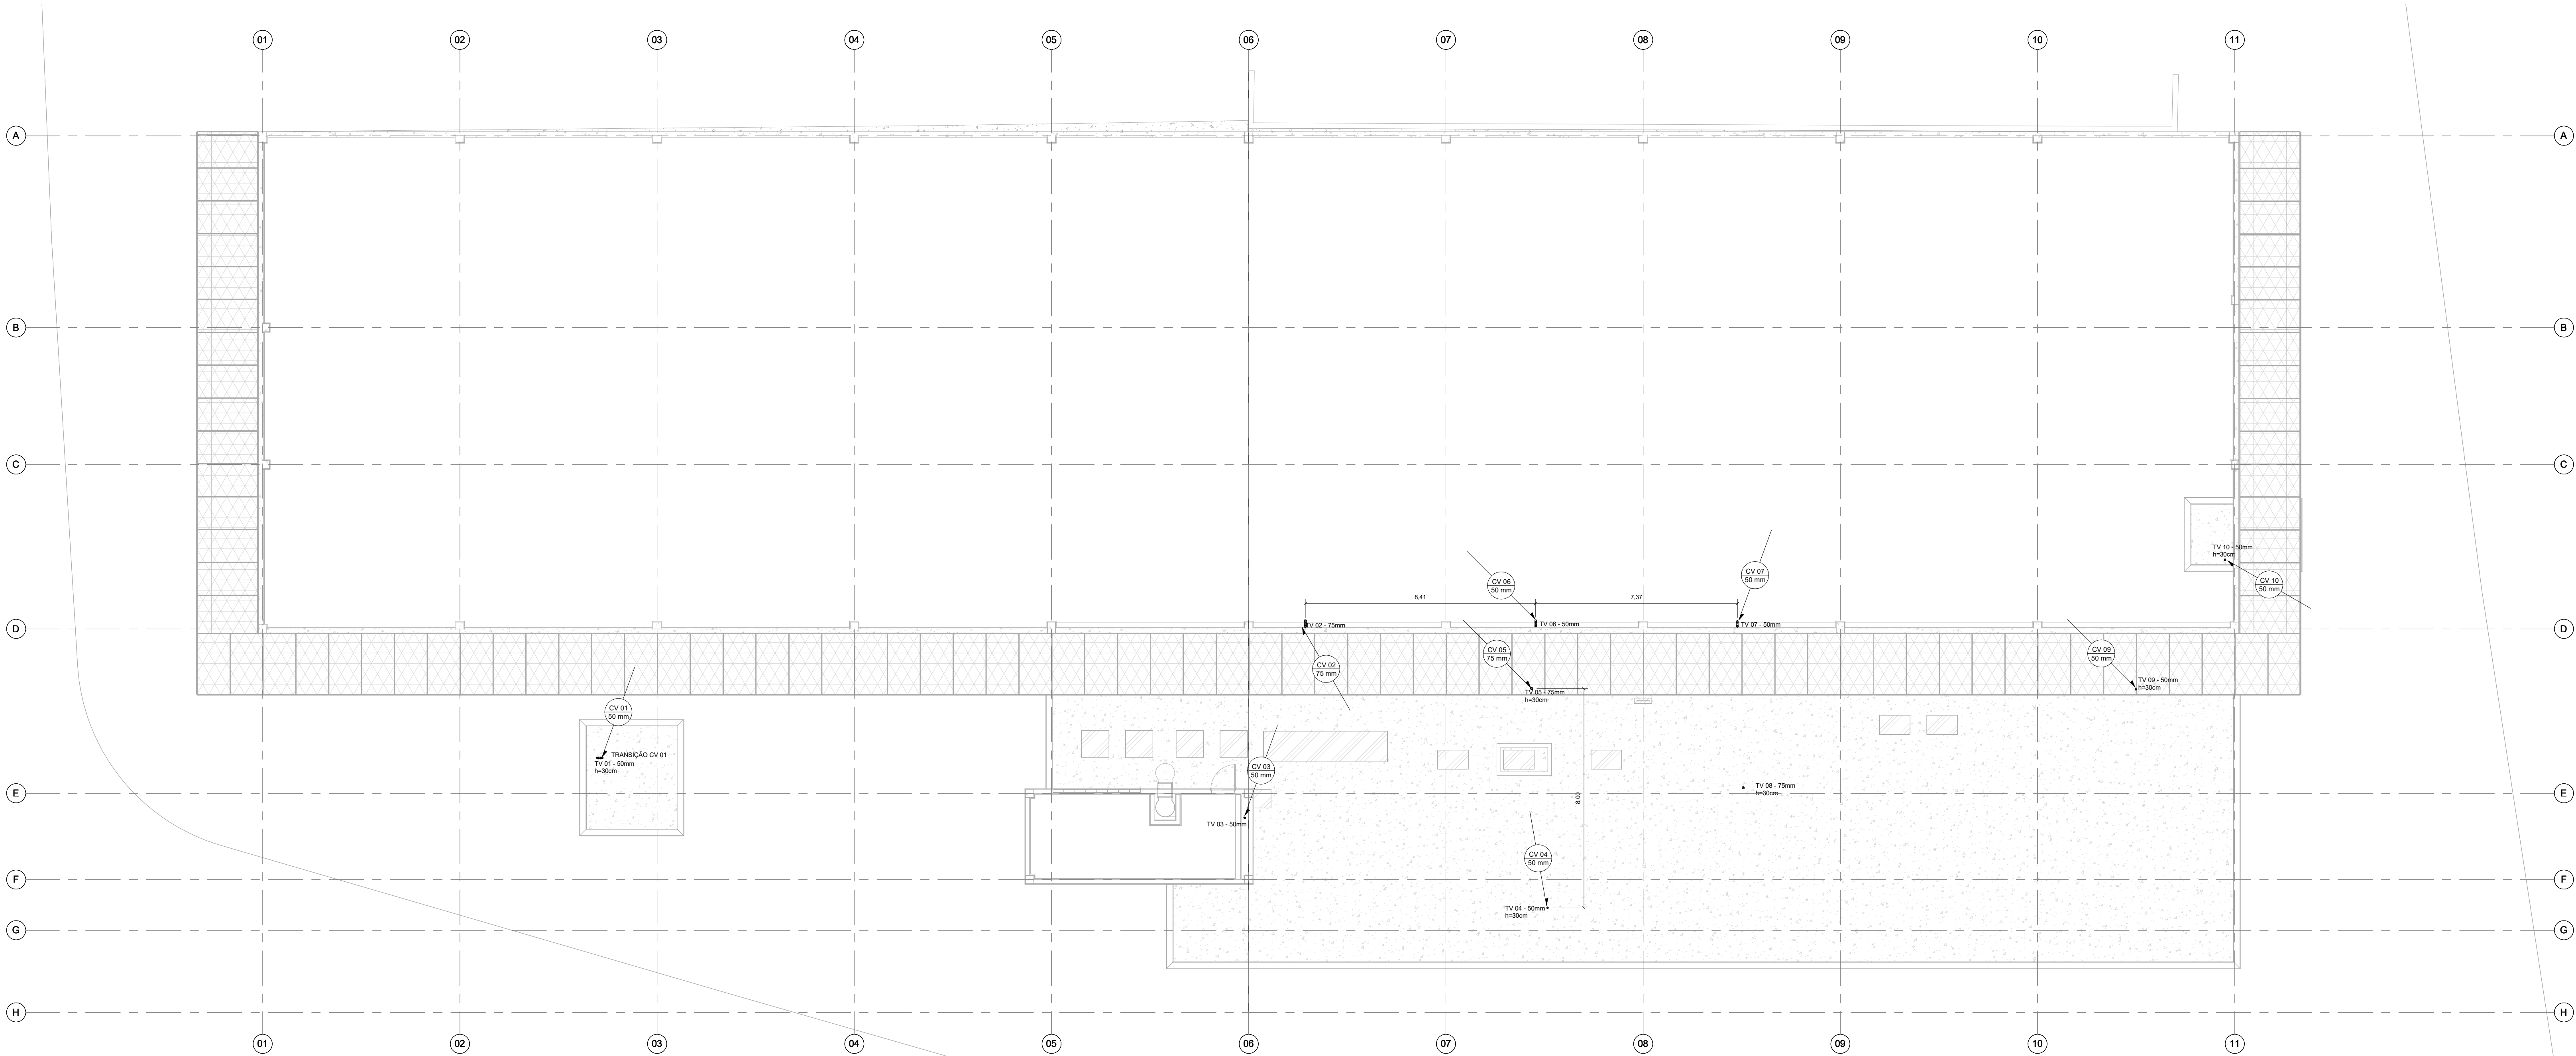 01 02 03 04 05 06 07 08 09 10 11
A A
B B
C C
TV 10 - 50mm
h=30cm
CV 10
50 mm
CV 06
50 mm
CV 07
50 mm
8,41 7,37
D D
TV 02 - 75mm
TV 06 - 50mm
TV 07 - 50mm
CV 05
75 mm
CV 02
75 mm
CV 09
50 mm
TV 05 - 75mm
h=30cm
TV 09 - 50mm
h=30cm
CV 01
50 mm
TRANSIÇÃO CV 01
TV 01 - 50mm
h=30cm
CV 03
50 mm
TV 08 - 75mm
h=30cm
8,00
E E
TV 03 - 50mm
CV 04
50 mm
F F
TV 04 - 50mm
h=30cm
G G
H H
01 02 03 04 05 06 07 08 09 10 11